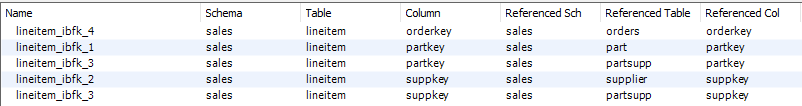 Name Schema Table Column Referenced Sch Referenced Table Referenced Col
lineitem_ibfk_4 sales lineitem orderkey sales orders orderkey
lineitem_ibfk_1 sales lineitem partkey sales part partkey
lineitem_ibfk_3 sales lineitem partkey sales partsupp partkey
lineitem_ibfk_2 sales lineitem suppkey sales supplier suppkey
lineitem_ibfk_3 sales lineitem suppkey sales partsupp suppkey